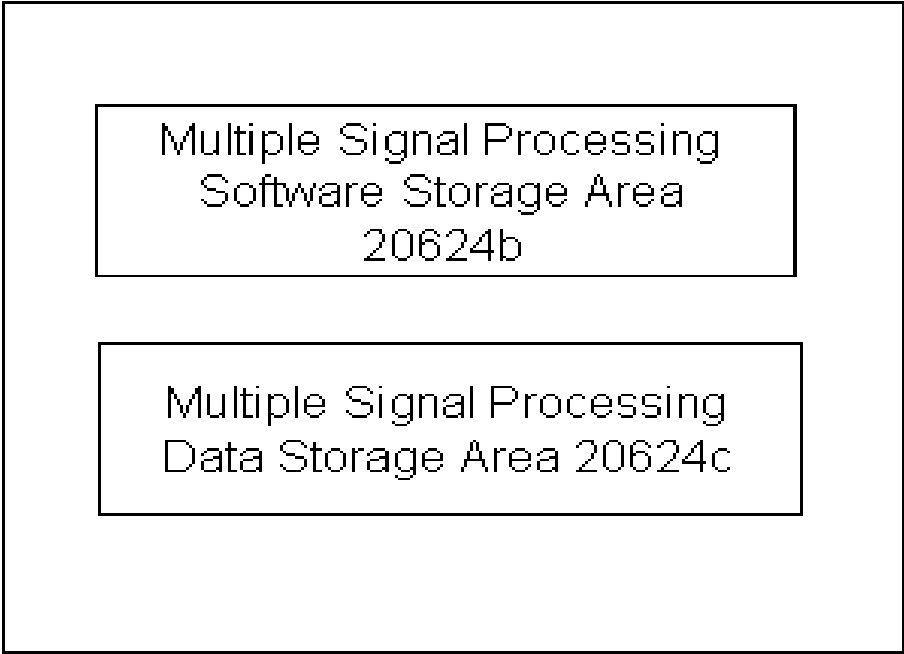 Multiple Signal Processing
Software Storage Area
20624b
Multiple Signal Processing
Data Storage Area 20624c